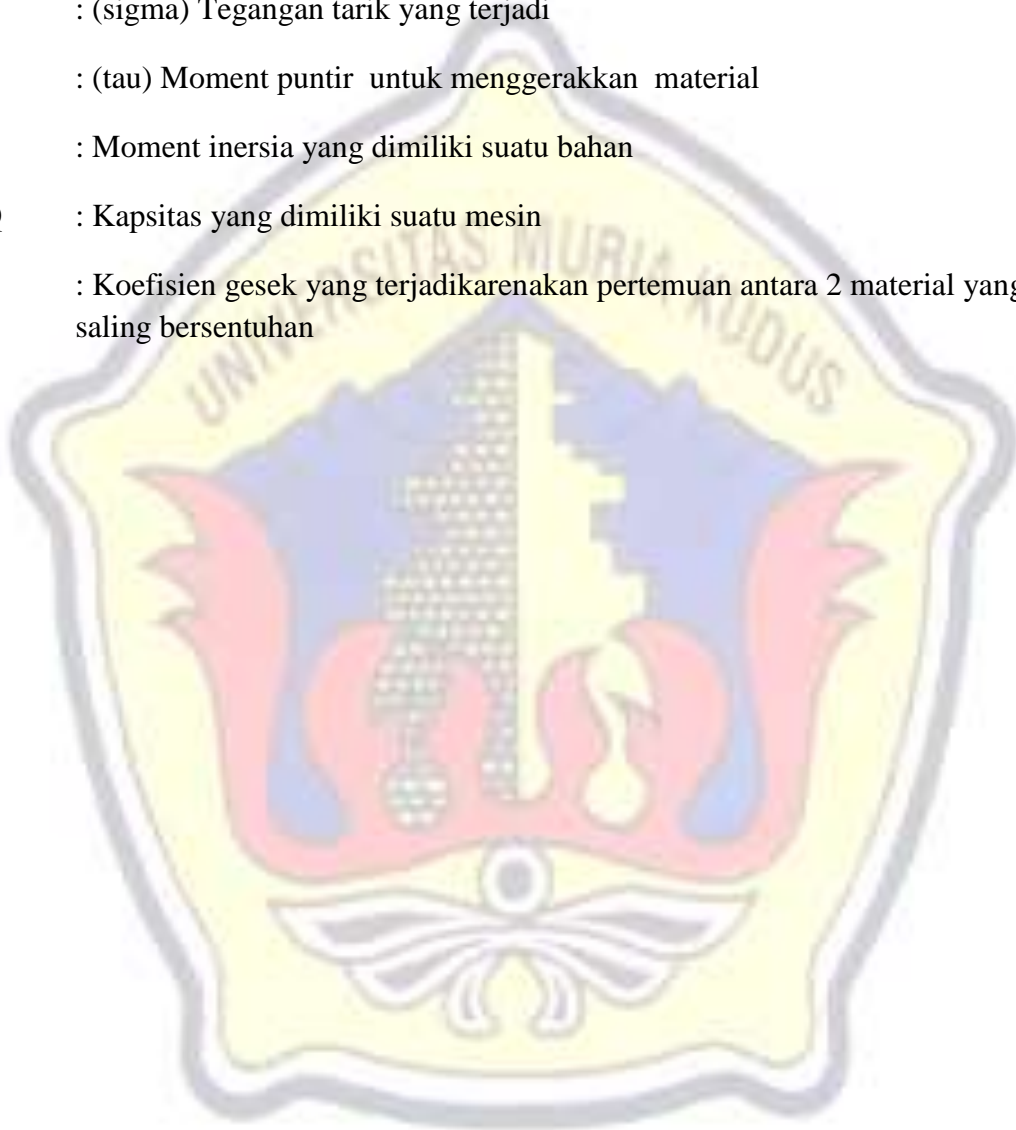 : (sigma) Tegangan tarik yang terjadi
: (tau) Moment puntir untuk menggerakkan material
: Moment inersia yang dimiliki suatu bahan
Q : Kapsitas yang dimiliki suatu mesin
: Koefisien gesek yang terjadikarenakan pertemuan antara 2 material yang
saling bersentuhan
UNIVERSITAS MURIA KUDUS